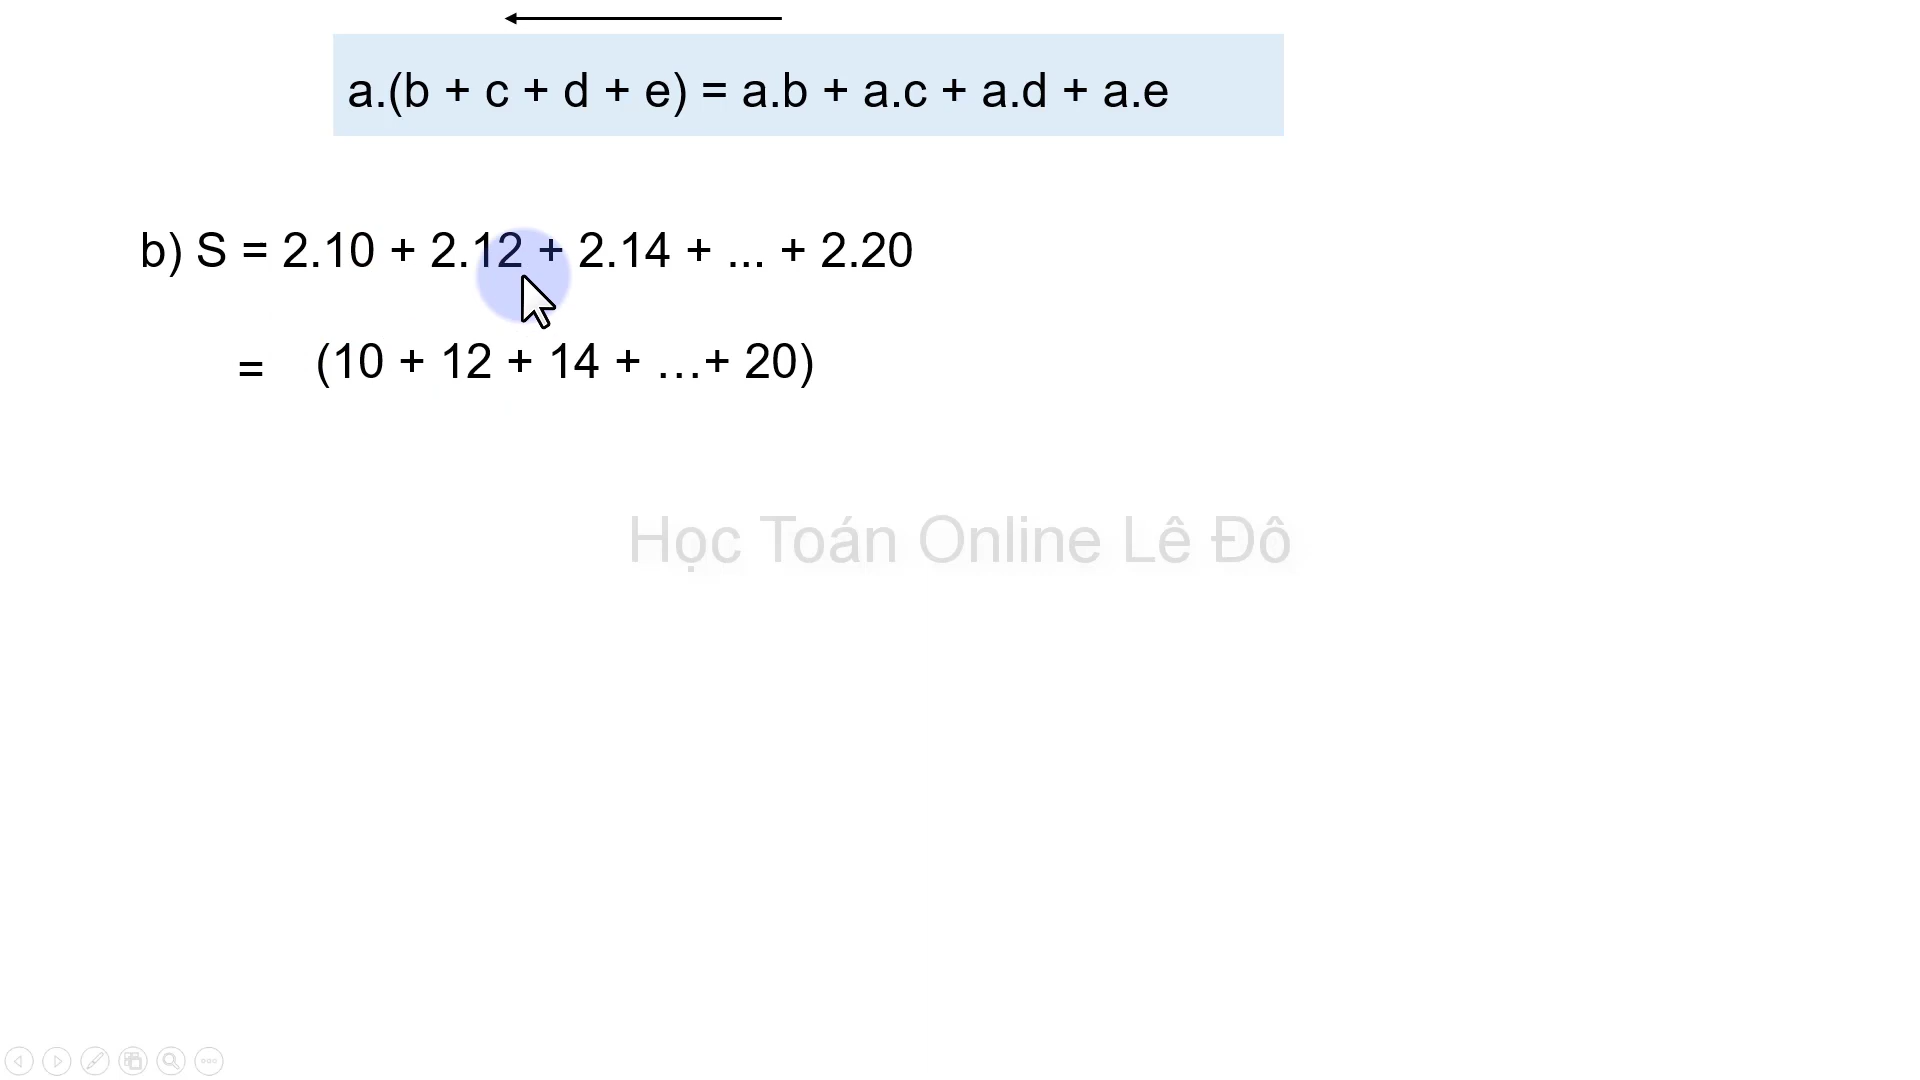 a.(b + c + d + e) = a.b + a.c + a.d + a.e
b) S = 2.10 + 2.12 + 2.14 + ... + 2.20
= (10 + 12 + 14 + …+ 20)
Học Toán Online Lê Đô